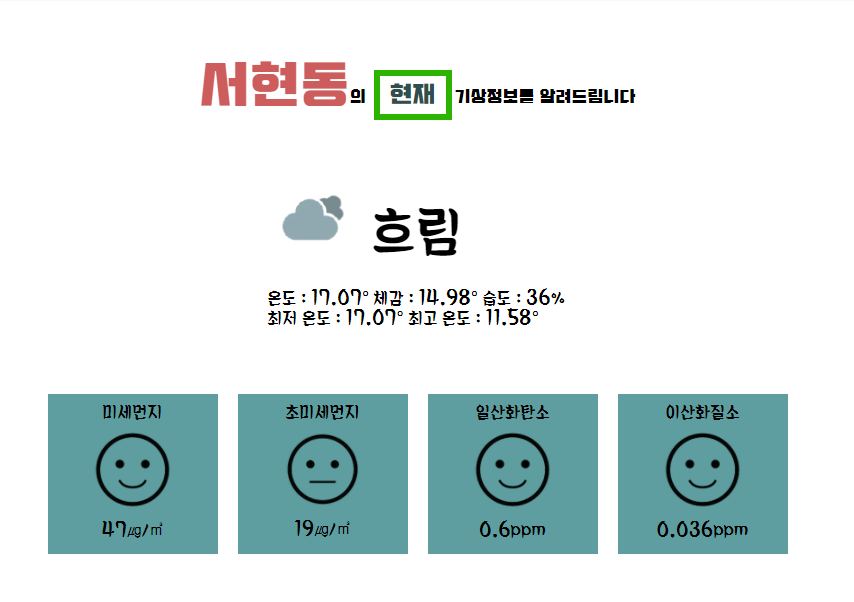 서현동의 현재 기상정보를 알려드립니다
흐림
온도 : 17.07° 체감 : 14.98° 습도 : 36%
최저 온도 : 17.07° 최고 온도 : 11.58°
미세먼지 초미세먼지 일산화탄소 이산화질소
47㎍/㎥ 19㎍/㎥ 0.6ppm 0.036ppm